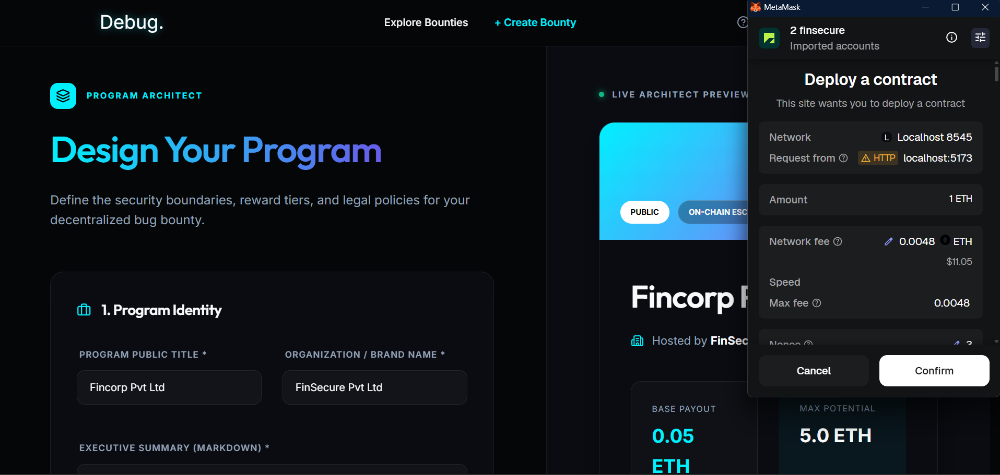 Debug.
Explore Bounties
+ Create Bounty
PROGRAM ARCHITECT
Design Your Program
Define the security boundaries, reward tiers, and legal policies for your
decentralized bug bounty.
1. Program Identity
PROGRAM PUBLIC TITLE *
ORGANIZATION / BRAND NAME *
Fincorp Pvt Ltd
FinSecure Pvt Ltd
EXECUTIVE SUMMARY (MARKDOWN) *
LIVE ARCHITECT PREVIEW
PUBLIC
ON-CHAIN ESC
Fincorp
Hosted by FinSec
BASE PAYOUT
0.05
ETH
MAX POTENTIAL
5.0 ETH
MetaMask
2 finsecure
Imported accounts
Deploy a contract
This site wants you to deploy a contract
Network
L Localhost 8545
Request from
HTTP localhost:5173
Amount
1 ETH
Network fee
0.0048 ETH
$11.05
Speed
Max fee
0.0048
Nonce
3
Cancel
Confirm